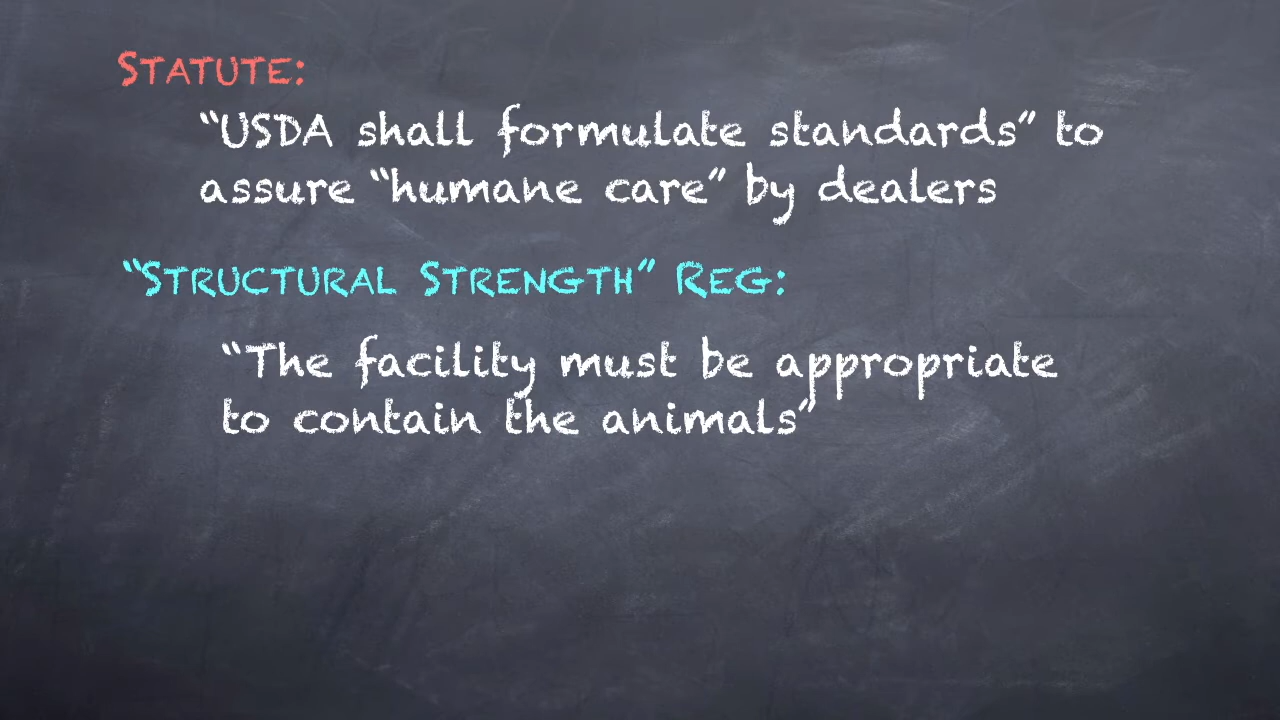 STATUTE:
“USDA shall formulate standards” to
assure “humane care” by dealers
“STRUCTURAL STRENGTH” REG:
“The facility must be appropriate
to contain the animals”